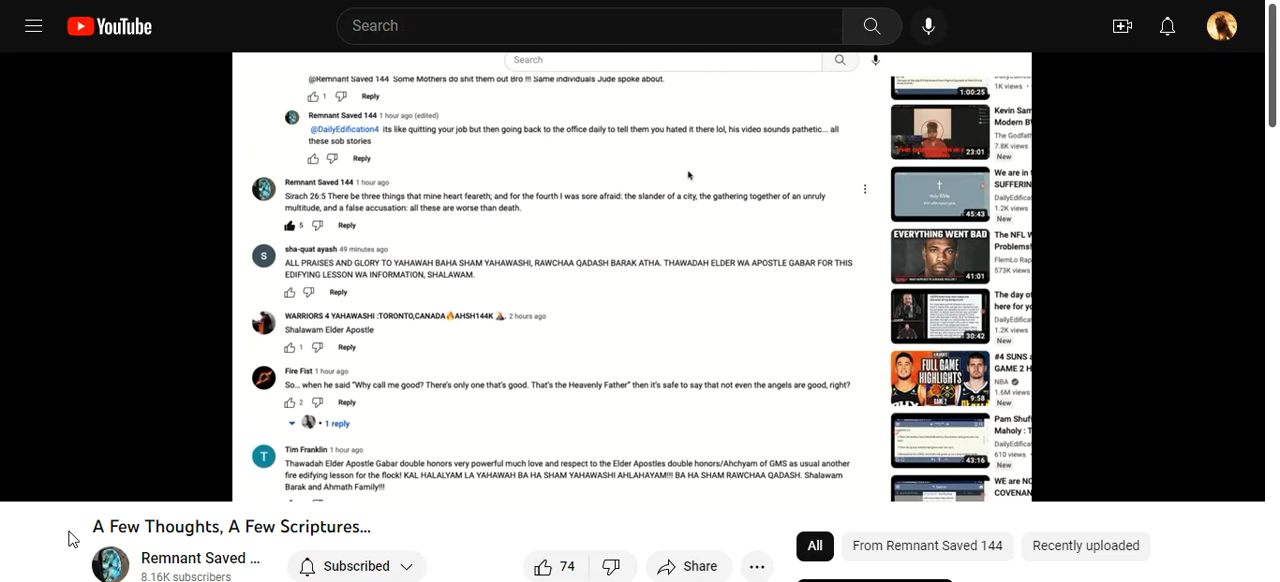 YouTube
Search
Search
@Remnant Saved 144 Some Mothers do shit them out Bro !!! Same individuals Jude spoke about.
1 Reply
Remnant Saved 144 1 hour ago (edited)
@DailyEdification4 its like quitting your job but then going back to the office daily to tell them you hated it there lol, his video sounds pathetic... all
these sob stories
Reply
Remnant Saved 144 1 hour ago
Sirach 26:5 There be three things that mine heart feareth; and for the fourth I was sore afraid: the slander of a city, the gathering together of an unruly
multitude, and a false accusation: all these are worse than death.
5 Reply
S
sha-quat ayash 49 minutes ago
ALL PRAISES AND GLORY TO YAHAWAH BAHA SHAM YAHAWASHI, RAWCHAA QADASH BARAK ATHA. THAWADAH ELDER WA APOSTLE GABAR FOR THIS
EDIFYING LESSON WA INFORMATION, SHALAWAM.
Reply
WARRIORS 4 YAHAWASHI :TORONTO,CANADA🔥AHSH144K 🌋. 2 hours ago
Shalawam Elder Apostle
1 Reply
Fire Fist 1 hour ago
So... when he said "Why call me good? There's only one that's good. That's the Heavenly Father" then it's safe to say that not even the angels are good, right?
2 Reply
1 reply
T
Tim Franklin 1 hour ago
Thawadah Elder Apostle Gabar double honors very powerful much love and respect to the Elder Apostles double honors/Ahchyam of GMS as usual another
fire edifying lesson for the flock! KAL HALALYAM LA YAHAWAH BA HA SHAM YAHAWASHI AHLAHAYAM!!! BA HA SHAM RAWCHAA QADASH. Shalawam
Barak and Ahmath Family!!!
1K views
1:00:25
Kevin Sam
Modern B
The Godfath
7.8K views
New
23:01
We are in
SUFFERIN
DailyEdificat
1.2K views
New
Holy Bible
45:43
EVERYTHING WENT BAD
The NFL W
Problems!
FlemLo Rap
573K views
41:01
The day o
here for yo
DailyEdificat
1.2K views
New
30:42
FULL GAME
HIGHLIGHTS
GAME 2
#4 SUNS a
GAME 2 H
NBA
1.6M views
New
9:58
Pam Shuf
Maholy : T
DailyEdificat
610 views
New
43:16
WE are NO
COVENAN
A Few Thoughts, A Few Scriptures...
Remnant Saved ...
8.16K subscribers
Subscribed
74
Share
All
From Remnant Saved 144
Recently uploaded